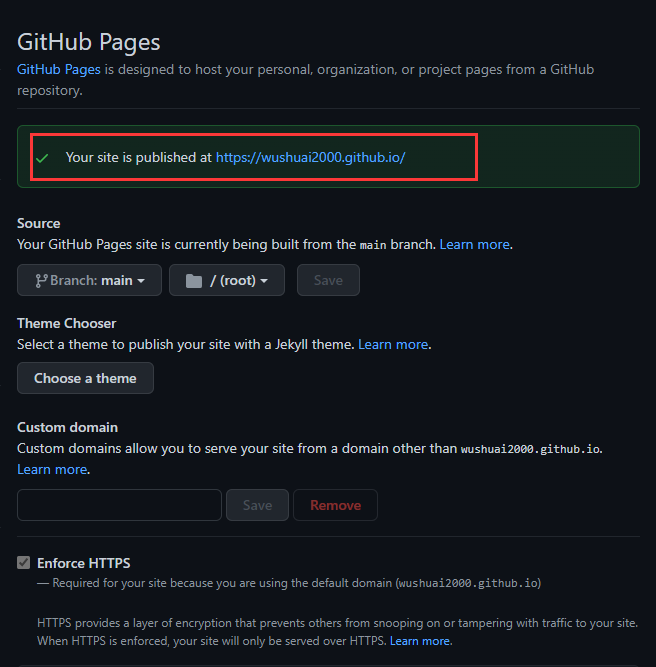 GitHub Pages
GitHub Pages is designed to host your personal, organization, or project pages from a GitHub
repository.
Your site is published at https://wushuai2000.github.io/
Source
Your GitHub Pages site is currently being built from the main branch. Learn more.
Branch: main / (root) Save
Theme Chooser
Select a theme to publish your site with a Jekyll theme. Learn more.
Choose a theme
Custom domain
Custom domains allow you to serve your site from a domain other than wushuai2000.github.io.
Learn more.
Save Remove
Enforce HTTPS
— Required for your site because you are using the default domain (wushuai2000.github.io)
HTTPS provides a layer of encryption that prevents others from snooping on or tampering with traffic to your site.
When HTTPS is enforced, your site will only be served over HTTPS. Learn more.